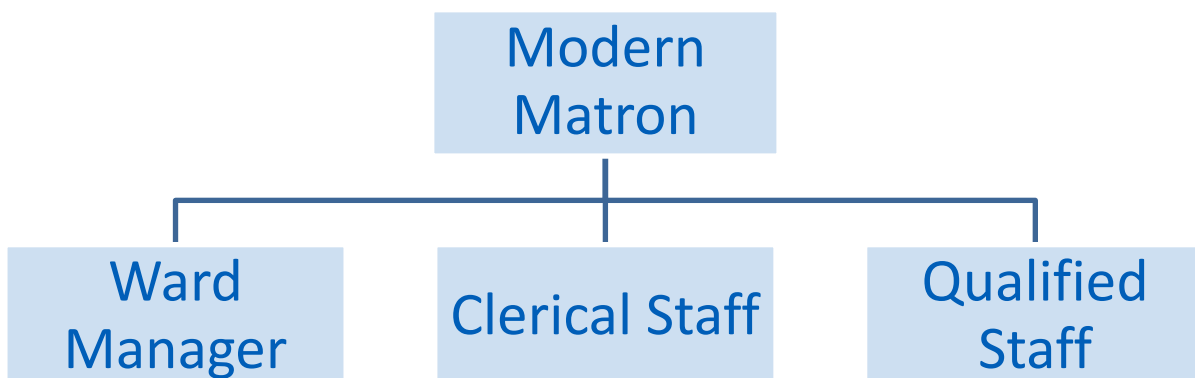 Modern
Matron
Ward
Manager
Clerical Staff
Qualified
Staff